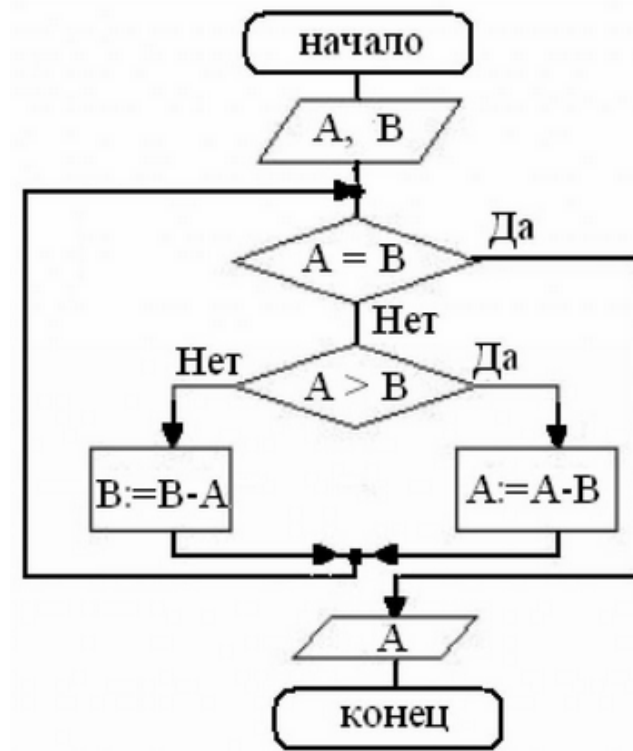 начало
A, B
Да
A = B
Нет
Нет
Да
A > B
B:=B-A
A:=A-B
A
конец